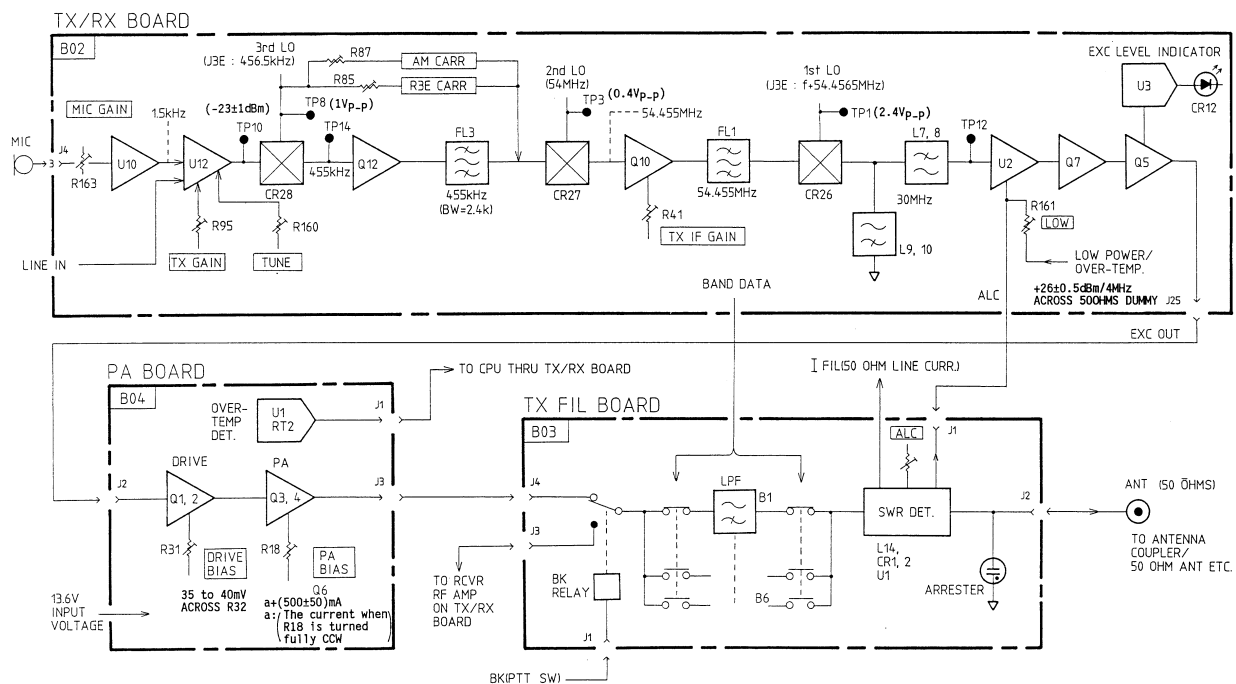 TX/RX BOARD
B02
3rd LO
(J3E : 456.5kHz)
R87
AM CARR
R85
R3E CARR
2nd LO
(54MHz)
TP3 (0.4Vp_p)
54.455MHz
1st LO
(J3E : f+54.4565MHz)
EXC LEVEL INDICATOR
U3
CR12
MIC GAIN
1.5kHz
(-23±1dBm)
TP10
TP8 (1Vp_p)
TP14
FL3
FL1
TP1(2.4Vp_p)
L7, 8
TP12
MIC
3
J4
R163
U10
U12
CR28
455kHz
Q12
455kHz
(BW=2.4k)
CR27
Q10
54.455MHz
CR26
30MHz
U2
Q7
Q5
R95
R160
R41
TX IF GAIN
L9, 10
R161
LOW
LINE IN
TX GAIN
TUNE
LOW POWER/
OVER-TEMP.
BAND DATA
ALC
+26±0.5dBm/4MHz
ACROSS 50OHMS DUMMY
J25
EXC OUT
PA BOARD
B04
TO CPU THRU TX/RX BOARD
I FIL(50 OHM LINE CURR.)
OVER-
TEMP
DET.
U1
RT2
J1
TX FIL BOARD
B03
ALC
J1
DRIVE
PA
J2
Q1, 2
Q3, 4
J3
J4
LPF
B1
SWR DET.
J2
ANT (50 OHMS)
J3
R31
DRIVE
BIAS
R18
PA
BIAS
L14,
CR1, 2
U1
TO ANTENNA
COUPLER/
50 OHM ANT ETC.
35 to 40mV
ACROSS R32
Q6
a+(500±50)mA
a:(The current when
R18 is turned
fully CCW)
13.6V
INPUT
VOLTAGE
TO RCVR
RF AMP
ON TX/RX
BOARD
BK
RELAY
B6
ARRESTER
J1
BK(PTT SW)